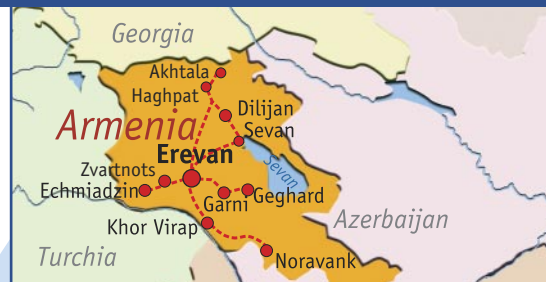 Georgia
Akhtala
Haghpat
Armenia
Dilijan
Sevan
Erevan
Sevan
Zvartnots
Echmiadzin
Garni
Geghard
Khor Virap
Azerbaijan
Turchia
Noravank